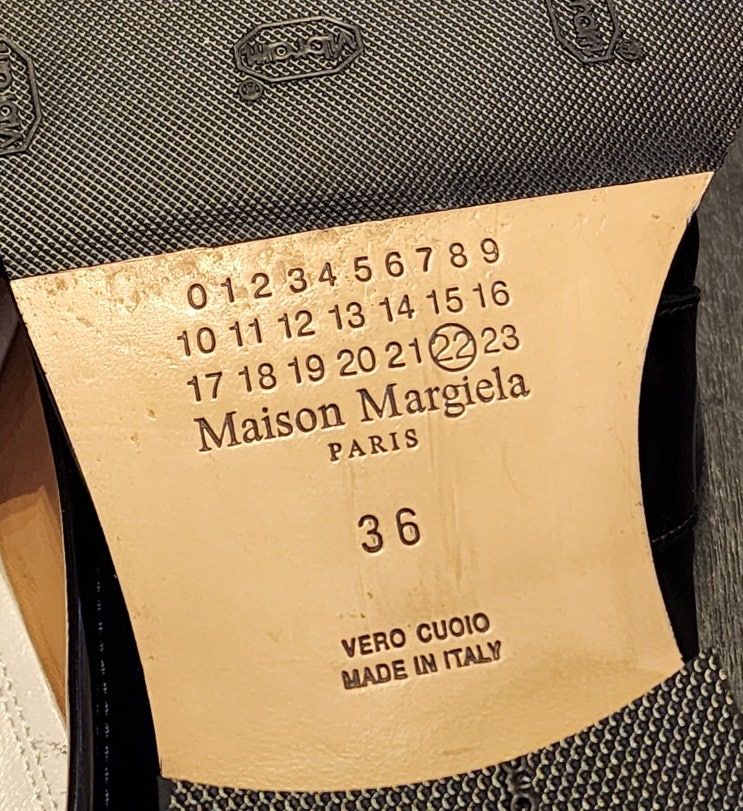 0 1 2 3 4 5 6 7 8 9
10 11 12 13 14 15 16
17 18 19 20 21 22 23
Maison Margiela
PARIS
36
VERO CUOIO
MADE IN ITALY